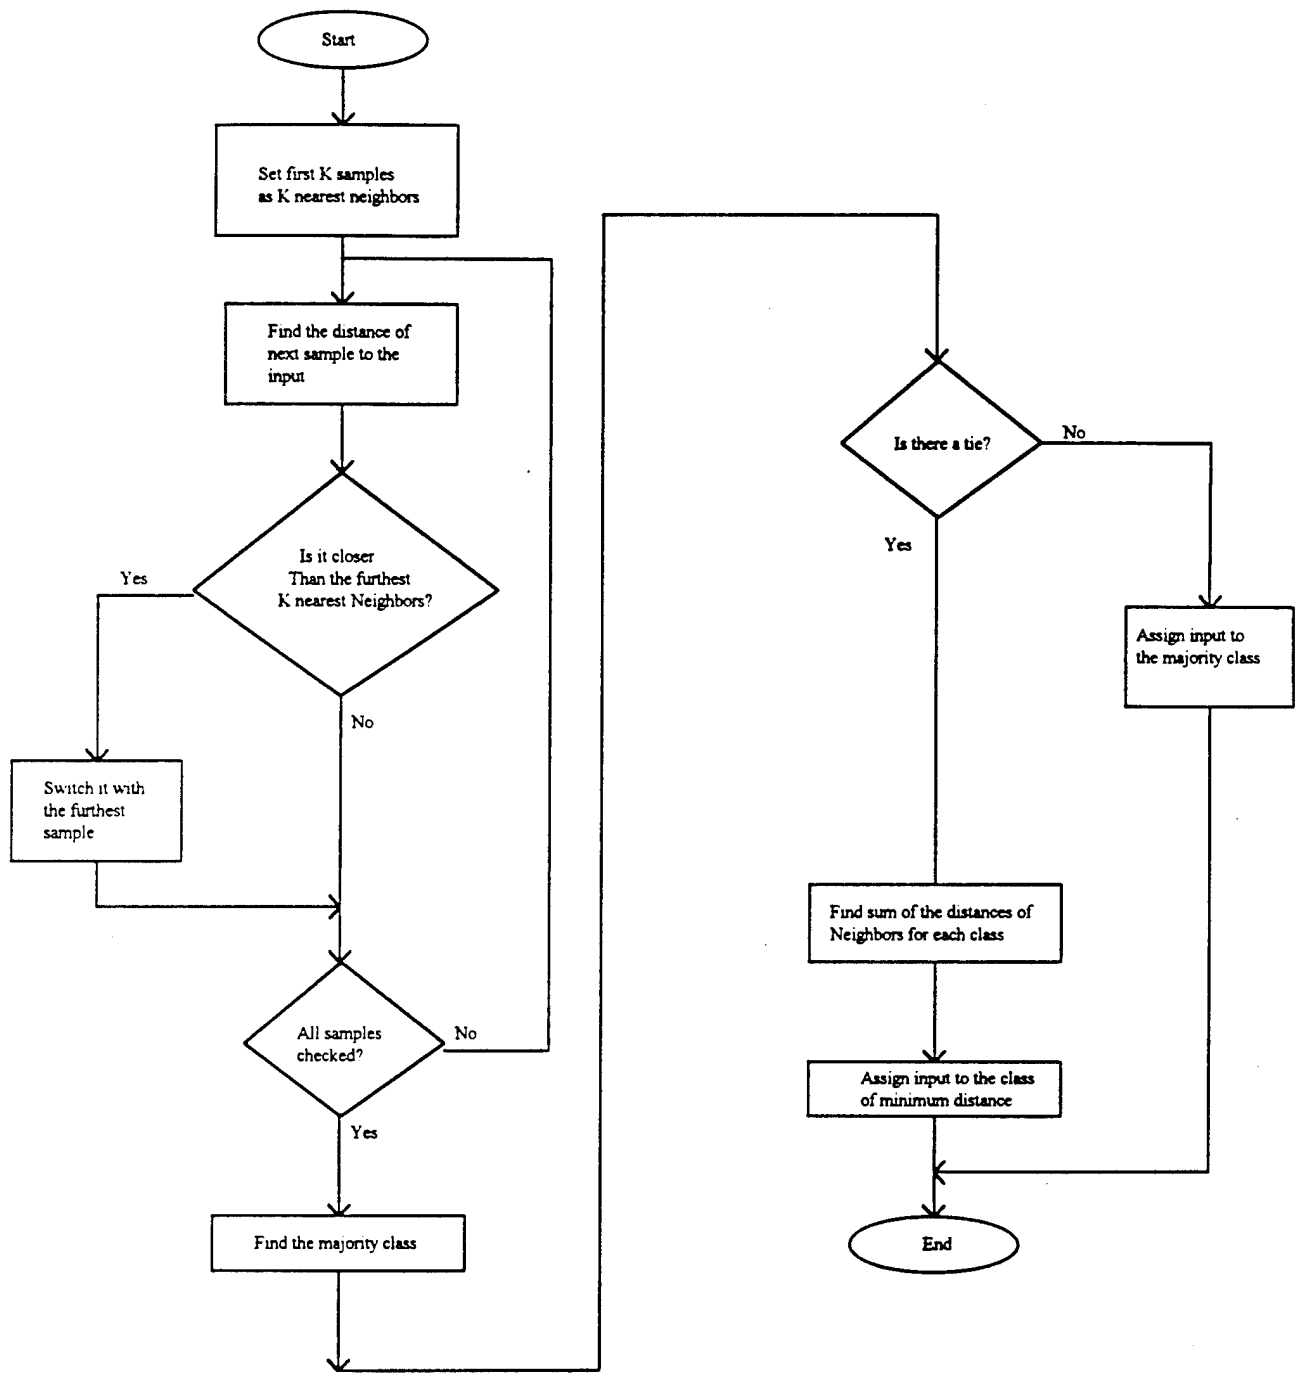 Start
Set first K samples
as K nearest neighbors
Find the distance of
next sample to the
input
Is it closer
Than the furthest
K nearest Neighbors?
Yes
No
Switch it with
the furthest
sample
All samples
checked?
No
Yes
Find the majority class
Is there a tie?
No
Yes
Assign input to
the majority class
Find sum of the distances of
Neighbors for each class
Assign input to the class
of minimum distance
End